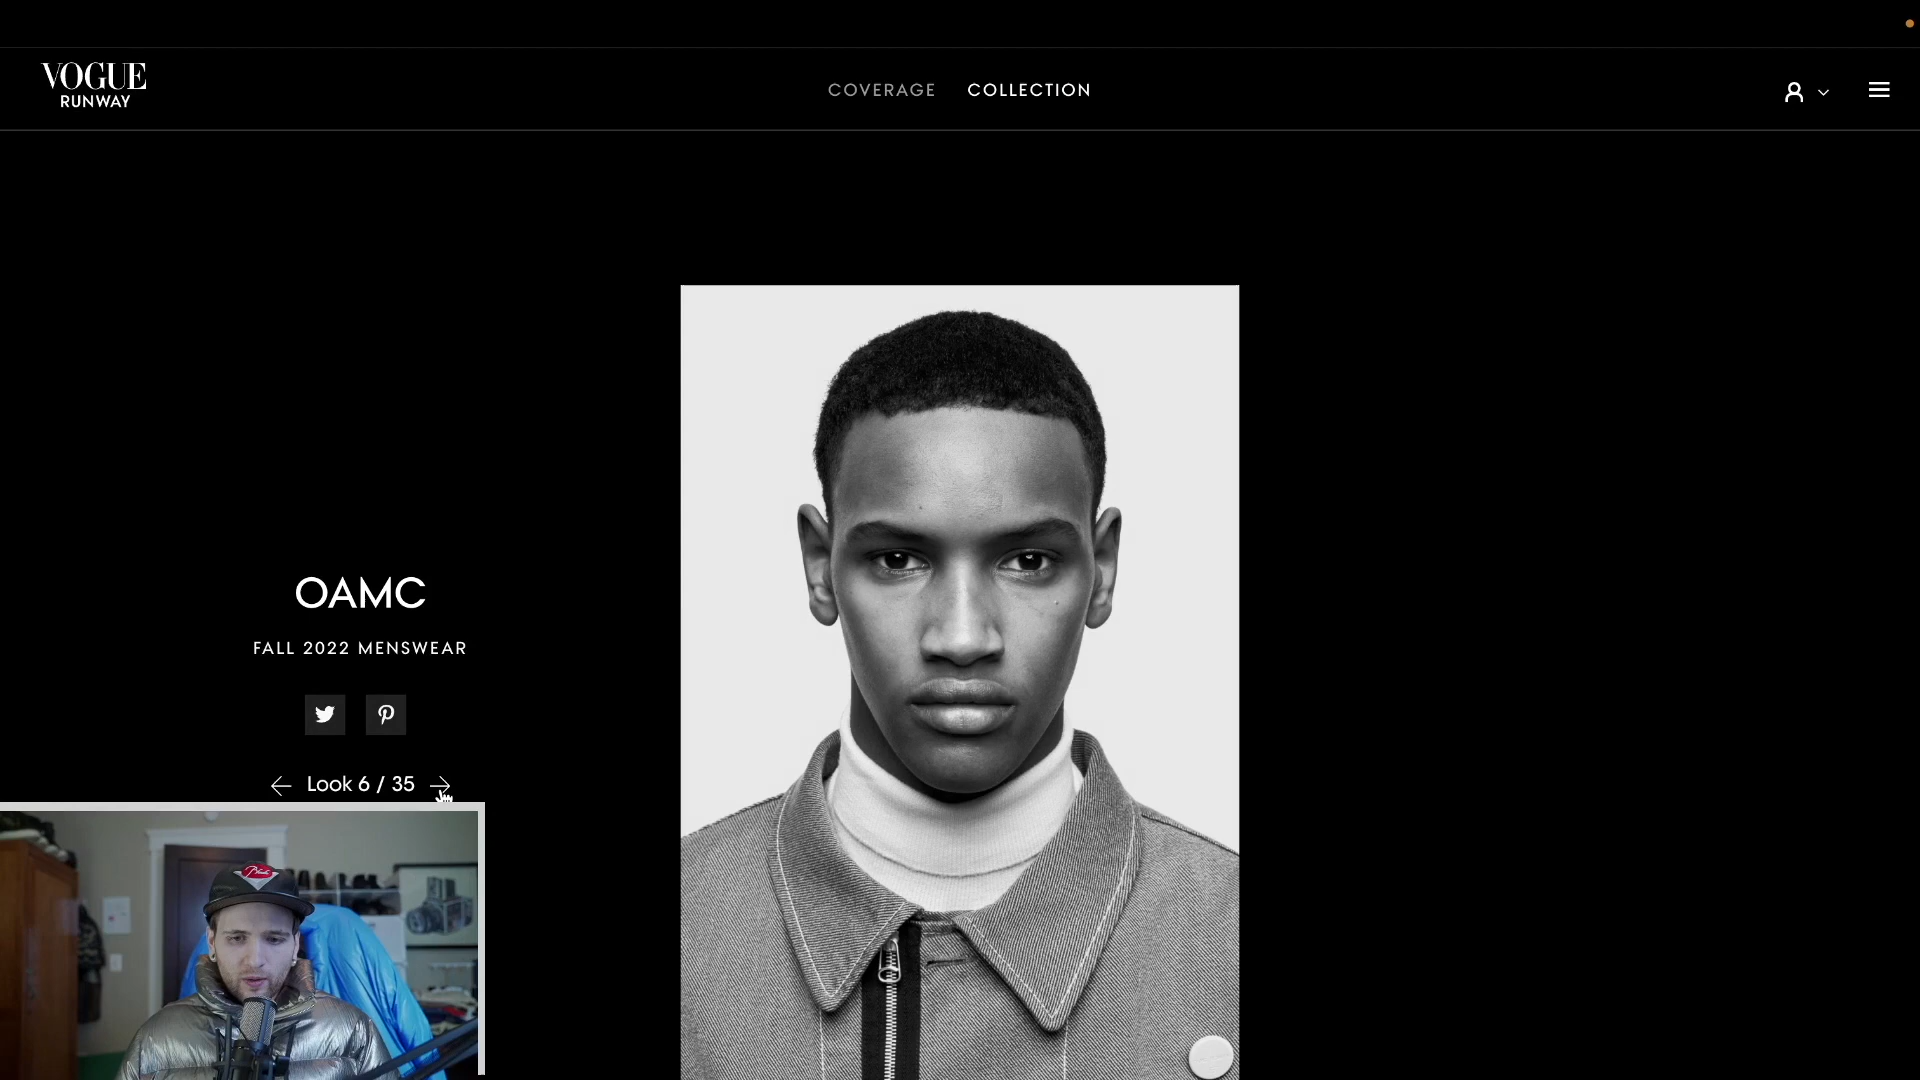 VOGUE
RUNWAY
COVERAGE COLLECTION
OAMC
FALL 2022 MENSWEAR
Look 6 / 35